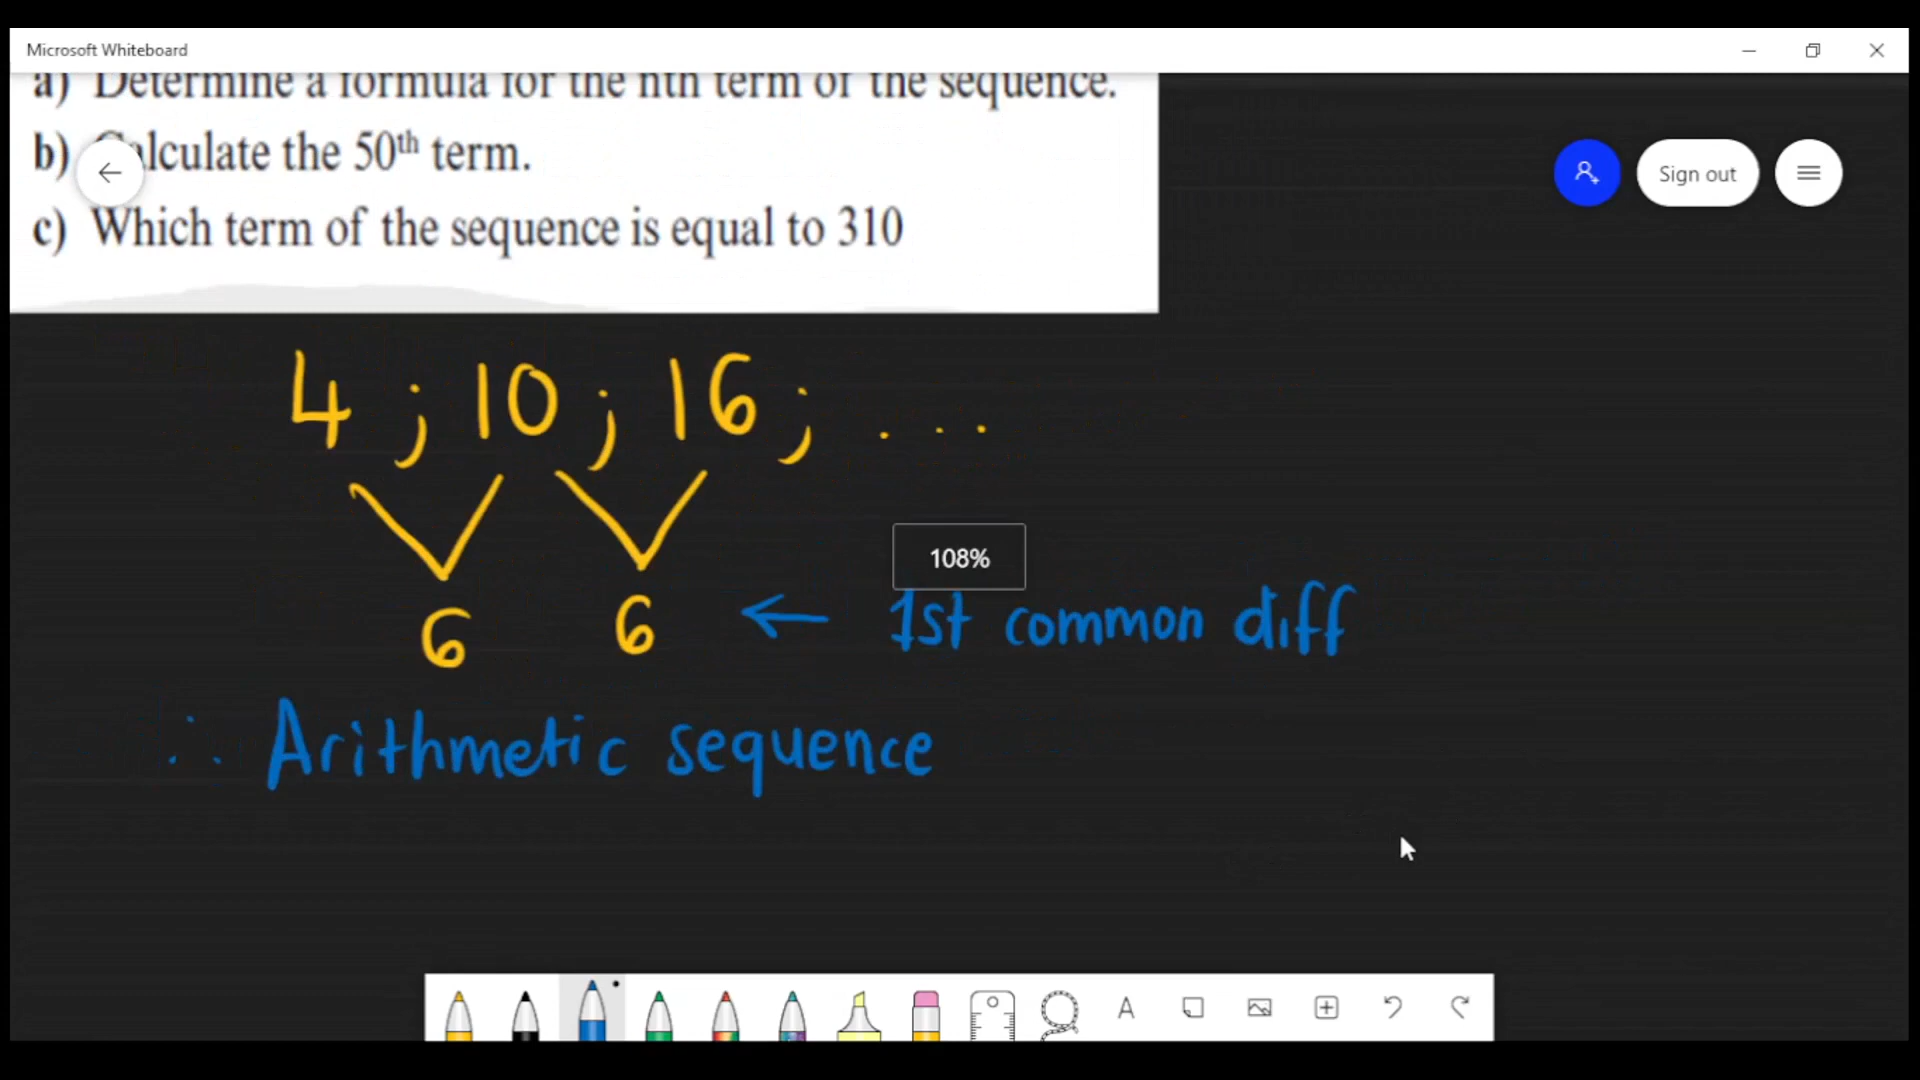 Microsoft Whiteboard
a) Determine a formula for the nth term of the sequence.
b) Calculate the 50th term.
Sign out
c) Which term of the sequence is equal to 310
4 ; 10 ; 16 ; ...
108%
6 6 ← 1st common diff
∴ Arithmetic sequence
A